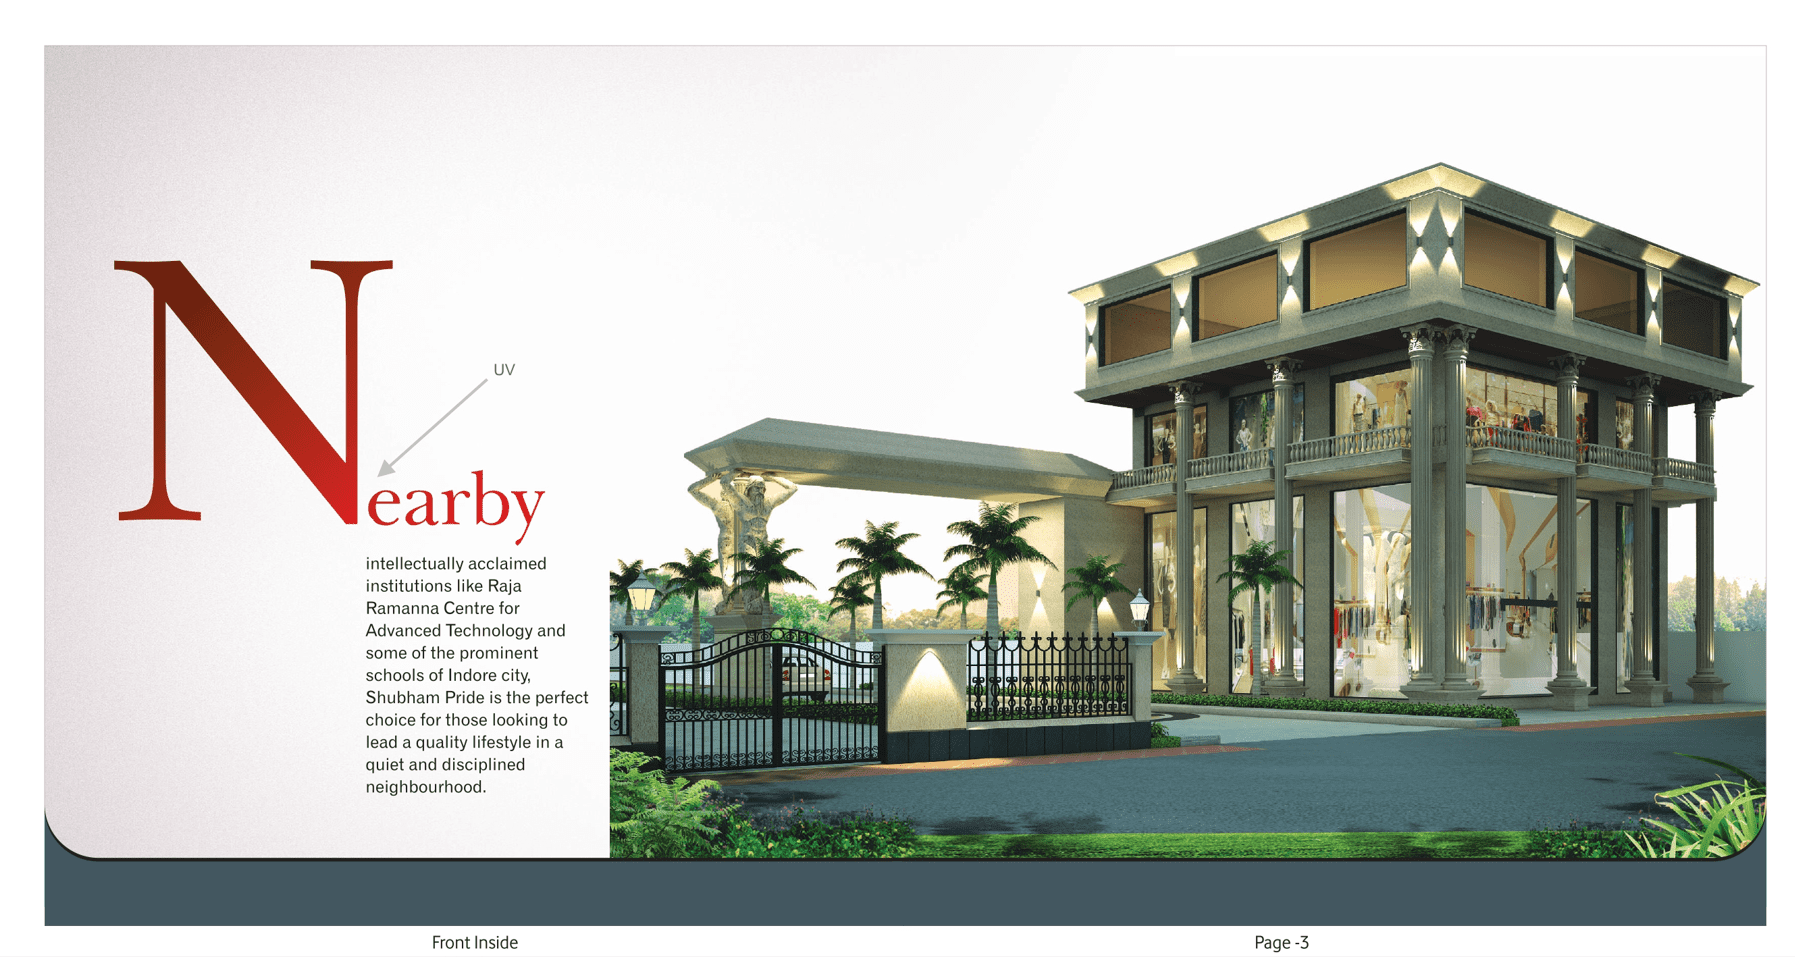 Nearby
UV
intellectually acclaimed
institutions like Raja
Ramanna Centre for
Advanced Technology and
some of the prominent
schools of Indore city,
Shubham Pride is the perfect
choice for those looking to
lead a quality lifestyle in a
quiet and disciplined
neighbourhood.
Front Inside
Page -3